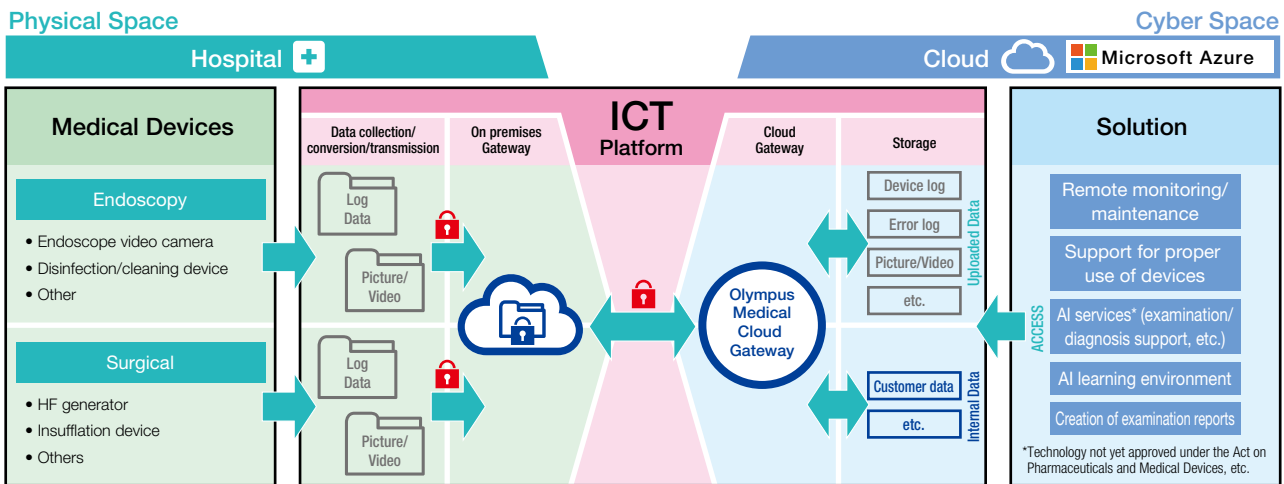 Physical Space
Cyber Space
Hospital
Cloud
Microsoft Azure
Medical Devices
Endoscopy
• Endoscope video camera
• Disinfection/cleaning device
• Other
Surgical
• HF generator
• Insufflation device
• Others
ICT
Platform
Data collection/
conversion/transmission
On premises
Gateway
Cloud
Gateway
Storage
Log
Data
Picture/
Video
Log
Data
Picture/
Video
Olympus
Medical
Cloud
Gateway
Device log
Error log
Picture/Video
etc.
Uploaded Data
Customer data
etc.
Internal Data
ACCESS
Solution
Remote monitoring/
maintenance
Support for proper
use of devices
AI services* (examination/
diagnosis support, etc.)
AI learning environment
Creation of examination reports
*Technology not yet approved under the Act on
Pharmaceuticals and Medical Devices, etc.